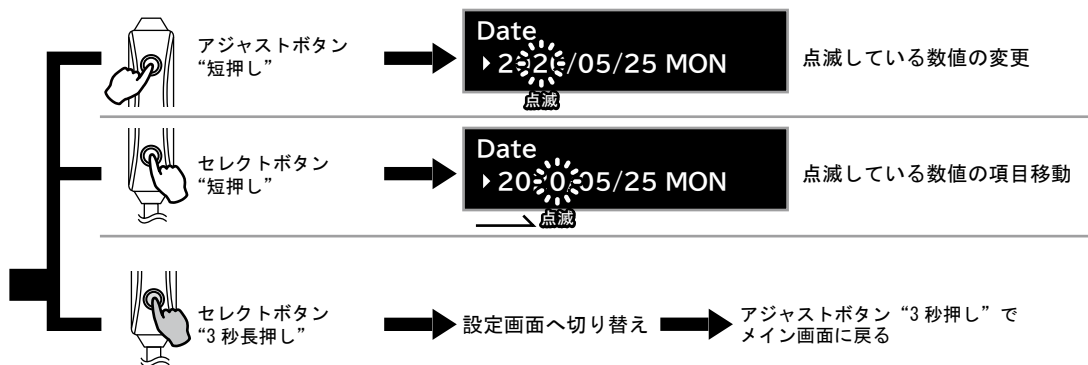 アジャストボタン
“短押し”
Date
2020/05/25 MON
点滅
点滅している数値の変更
セレクトボタン
“短押し”
Date
2020/05/25 MON
点滅
点滅している数値の項目移動
セレクトボタン
“3秒長押し”
設定画面へ切り替え
アジャストボタン“3秒押し”で
メイン画面に戻る